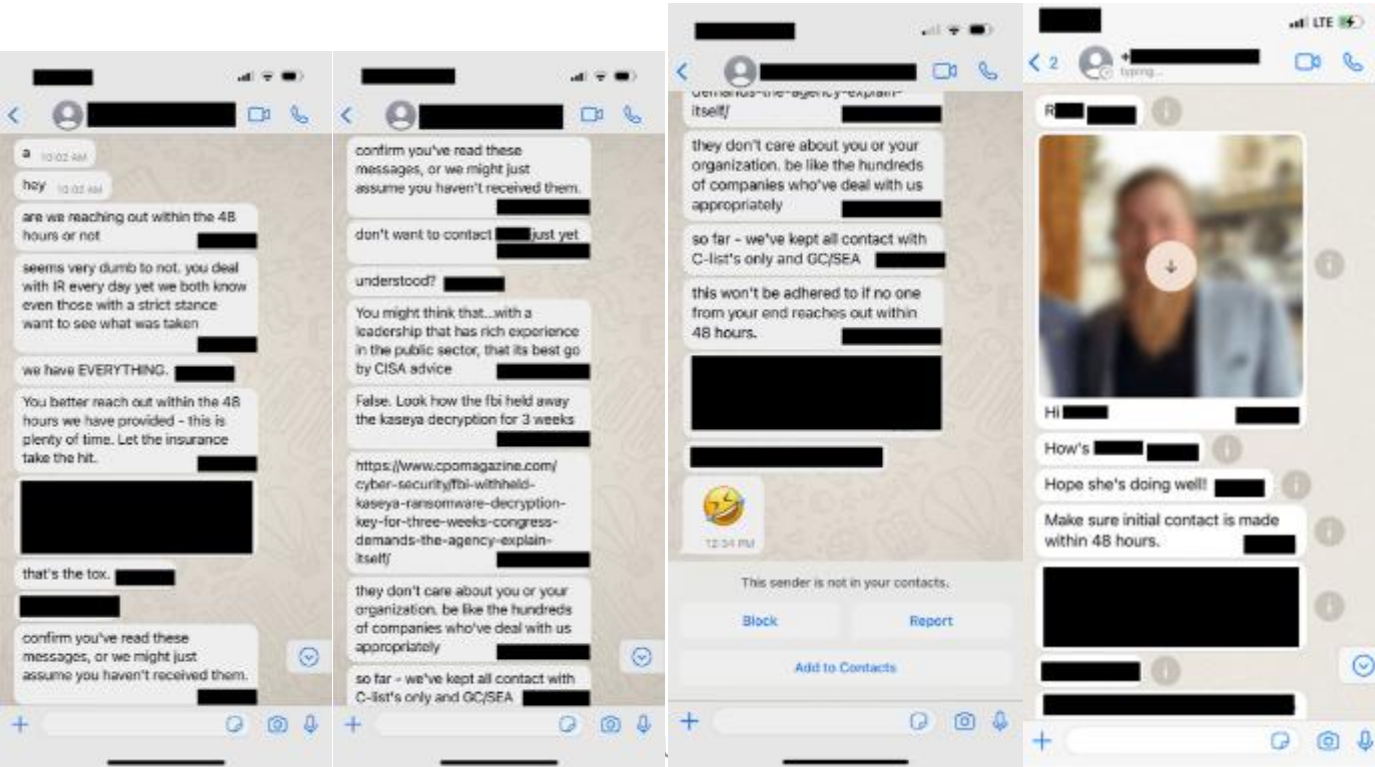 a 10:02 AM
hey 10:02 AM
are we reaching out within the 48
hours or not
seems very dumb to not. you deal
with IR every day yet we both know
even those with a strict stance
want to see what was taken
we have EVERYTHING.
You better reach out within the 48
hours we have provided - this is
plenty of time. Let the insurance
take the hit.
that's the tox.
confirm you've read these
messages, or we might just
assume you haven't received them.
confirm you've read these
messages, or we might just
assume you haven't received them.
don't want to contact just yet
understood?
You might think that...with a
leadership that has rich experience
in the public sector, that its best go
by CISA advice
False. Look how the fbi held away
the kaseya decryption for 3 weeks
https://www.cpomagazine.com/
cyber-security/fbi-withheld-
kaseya-ransomware-decryption-
key-for-three-weeks-congress-
demands-the-agency-explain-
itself/
they don't care about you or your
organization. be like the hundreds
of companies who've deal with us
appropriately
so far - we've kept all contact with
C-list's only and GC/SEA
demands-the-agency-explain-
itself/
they don't care about you or your
organization. be like the hundreds
of companies who've deal with us
appropriately
so far - we've kept all contact with
C-list's only and GC/SEA
this won't be adhered to if no one
from your end reaches out within
48 hours.
12:34 PM
This sender is not in your contacts.
Block
Report
Add to Contacts
LTE
2
+
typing...
R
Hi
How's
Hope she's doing well!
Make sure initial contact is made
within 48 hours.